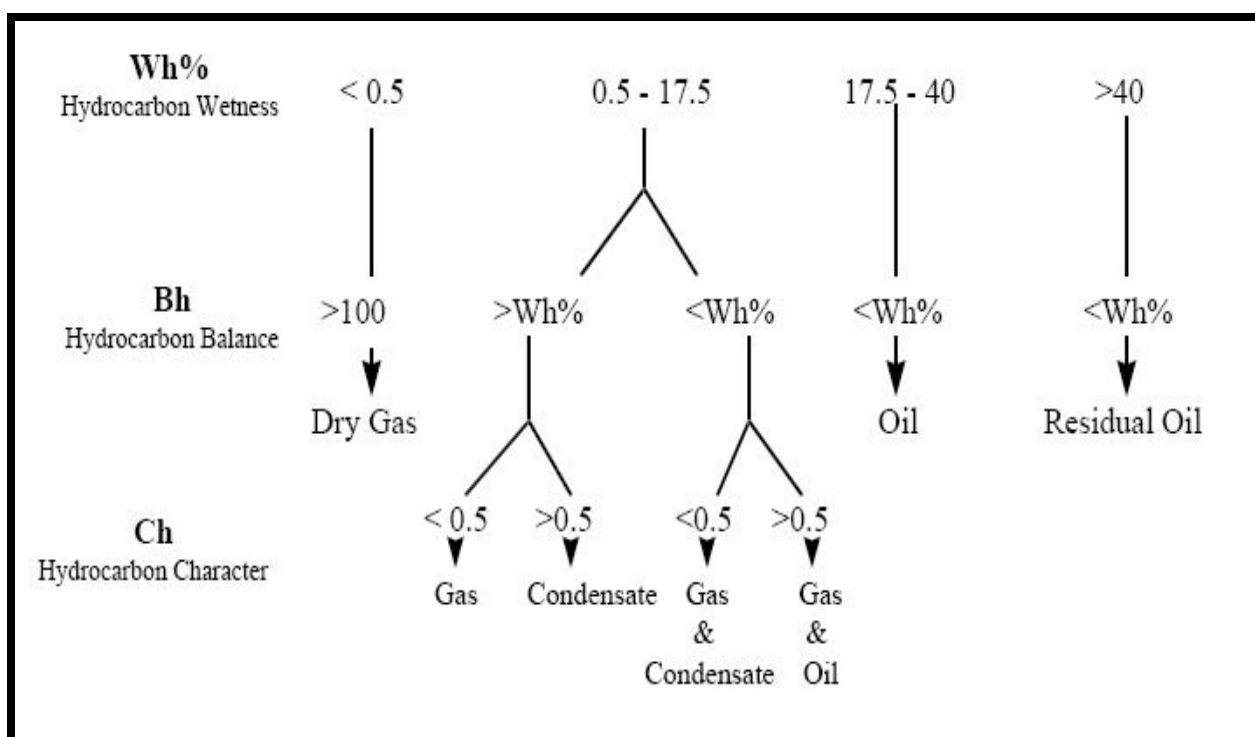 Wh%
Hydrocarbon Wetness
< 0.5 0.5 - 17.5 17.5 - 40 >40
Bh
Hydrocarbon Balance
>100 >Wh% <Wh% <Wh% <Wh%
Dry Gas Oil Residual Oil
Ch
Hydrocarbon Character
< 0.5 >0.5 <0.5 >0.5
Gas Condensate Gas Gas
& &
Condensate Oil